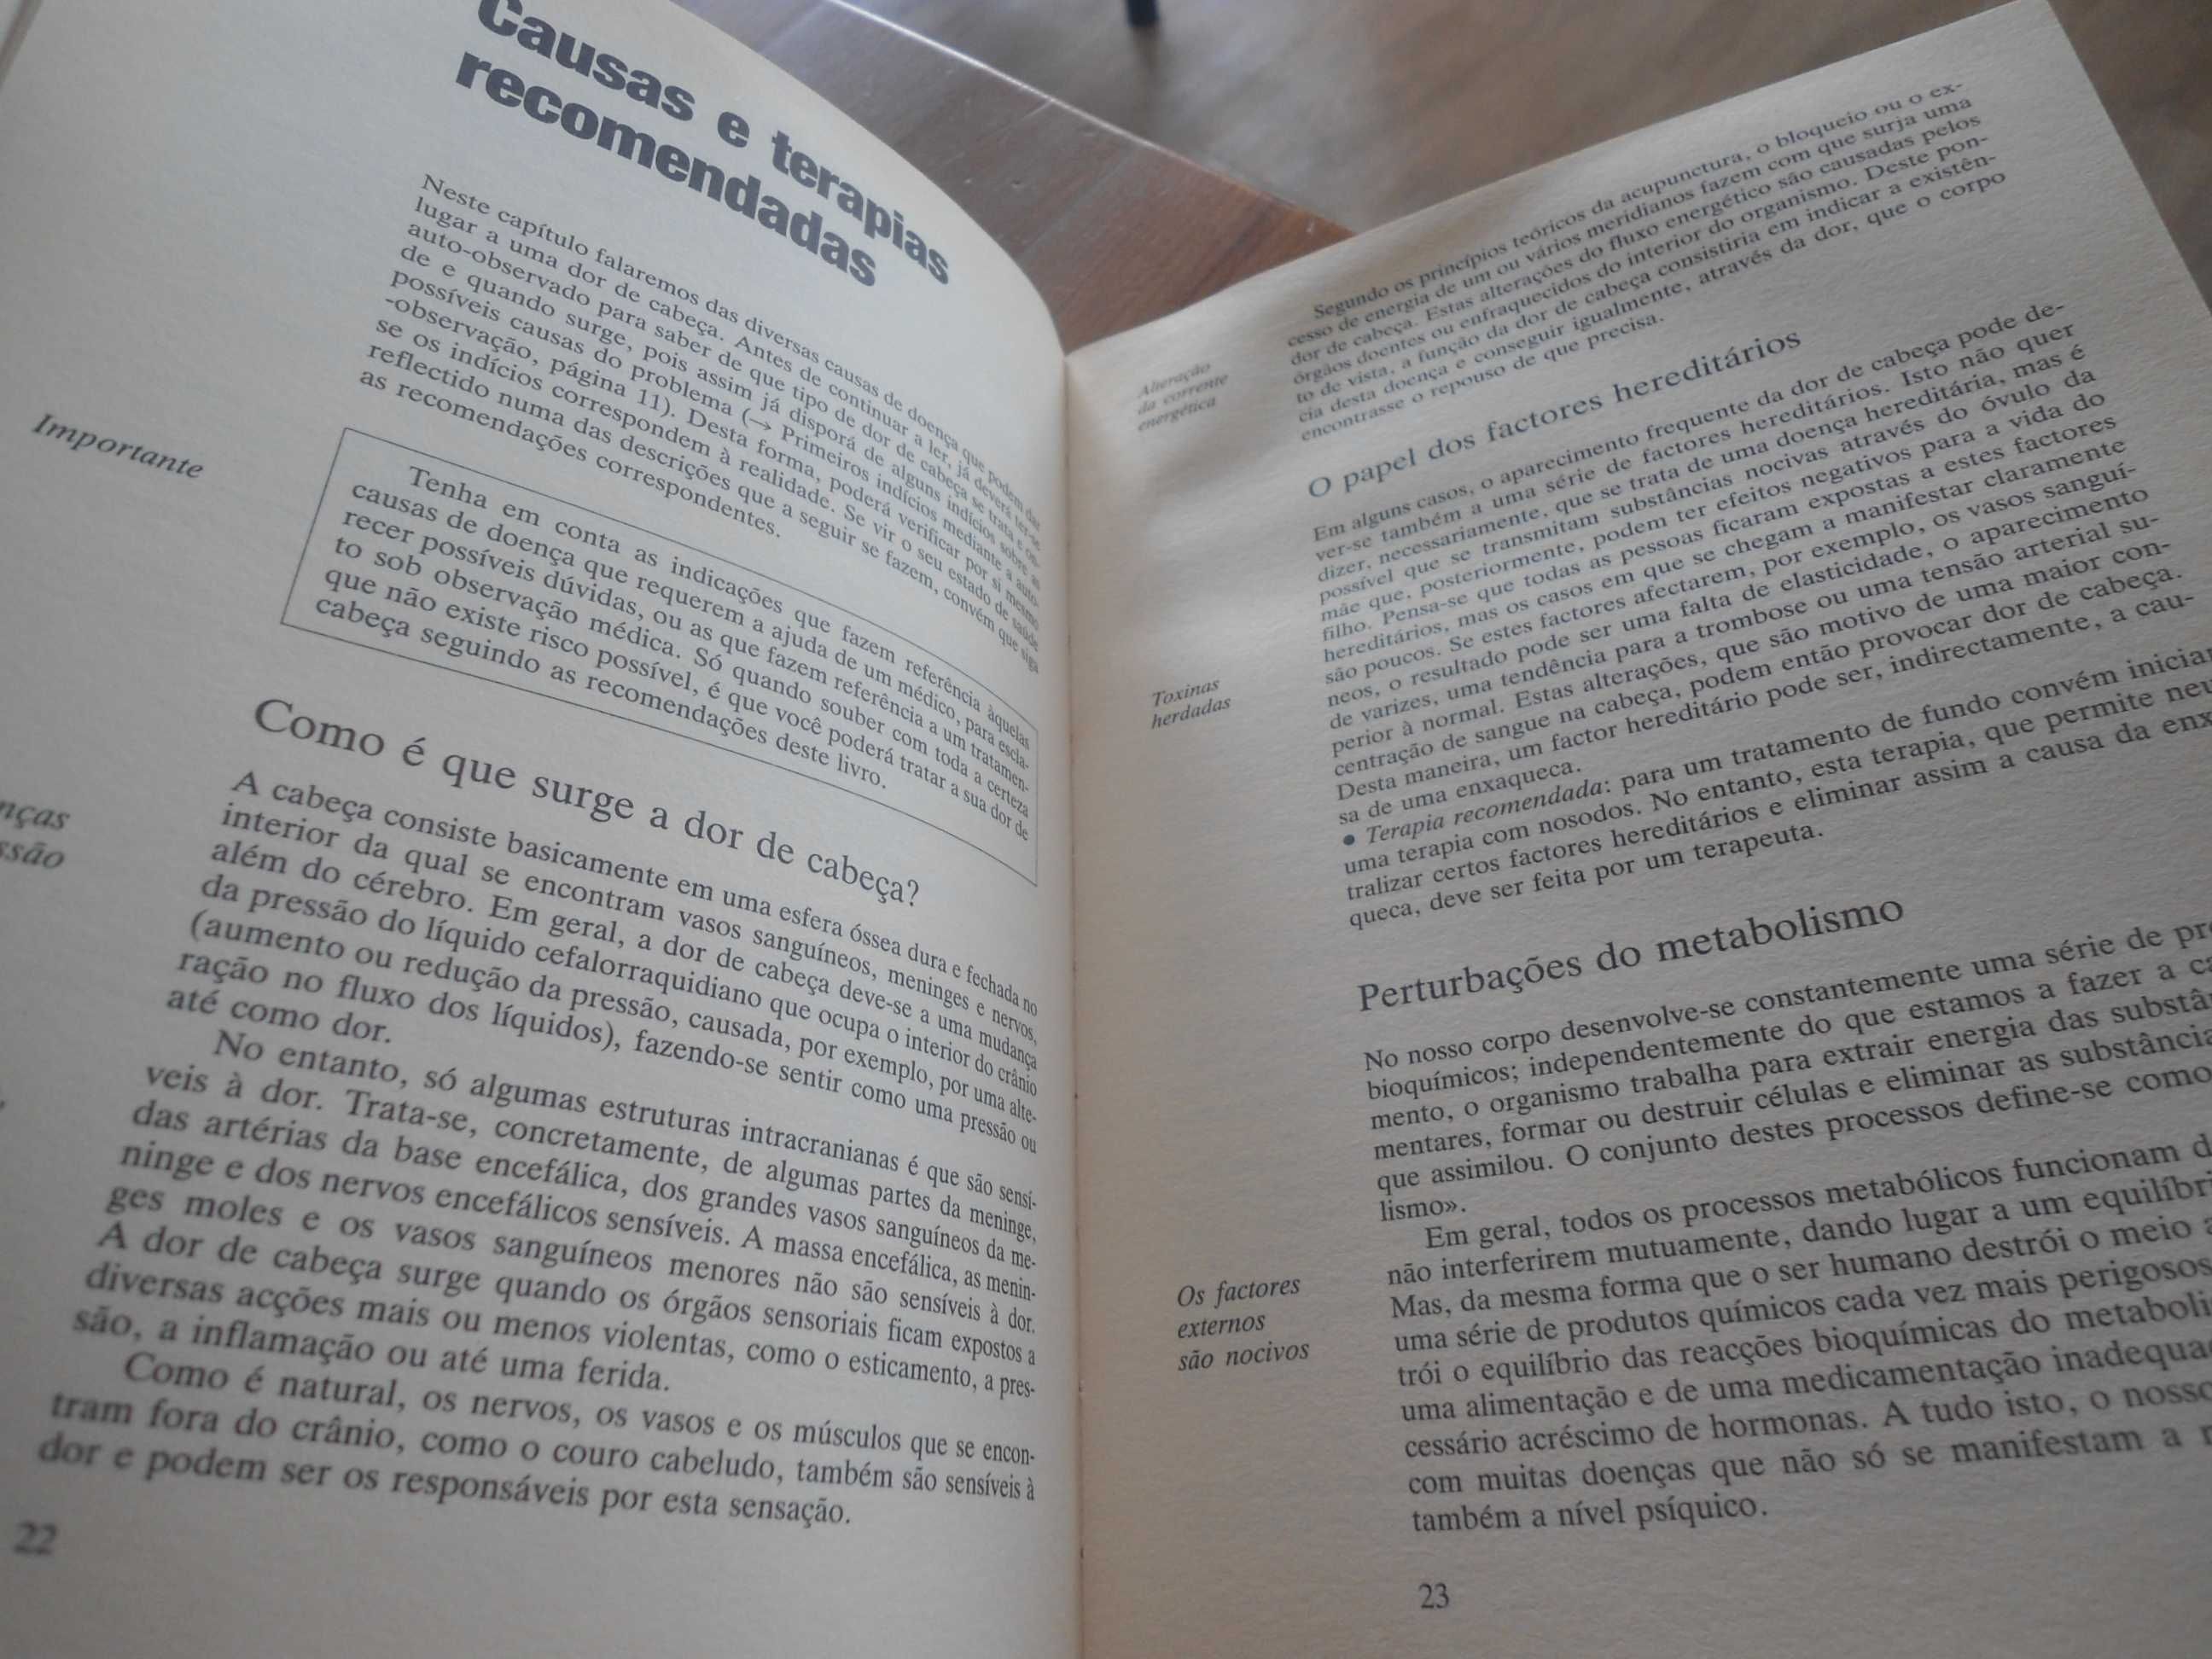 Causas e terapias
recomendadas
Neste capítulo falaremos das diversas causas de doença que podem dar
lugar a uma dor de cabeça. Antes de continuar a ler, já deverá ter-se
auto-observado para saber de que tipo de dor de cabeça se trata e on-
de e quando surge, pois assim já disporá de alguns indícios sobre as
possíveis causas do problema (→ Primeiros indícios mediante a auto-
-observação, página 11). Desta forma, poderá verificar por si mesmo
se os indícios correspondem à realidade. Se vir o seu estado de saúde
reflectido numa das descrições que a seguir se fazem, convém que siga
as recomendações correspondentes.
Importante
Tenha em conta as indicações que fazem referência àquelas
causas de doença que requerem a ajuda de um médico, para escla-
recer possíveis dúvidas, ou as que fazem referência a um tratamen-
to sob observação médica. Só quando souber com toda a certeza
que não existe risco possível, é que você poderá tratar a sua dor de
cabeça seguindo as recomendações deste livro.
Como é que surge a dor de cabeça?
nças
ssão
A cabeça consiste basicamente em uma esfera óssea dura e fechada no
interior da qual se encontram vasos sanguíneos, meninges e nervos,
além do cérebro. Em geral, a dor de cabeça deve-se a uma mudança
da pressão do líquido cefalorraquidiano que ocupa o interior do crânio
(aumento ou redução da pressão, causada, por exemplo, por uma alte-
ração no fluxo dos líquidos), fazendo-se sentir como uma pressão ou
até como dor.
No entanto, só algumas estruturas intracranianas é que são sensí-
veis à dor. Trata-se, concretamente, de algumas partes da meninge,
das artérias da base encefálica, dos grandes vasos sanguíneos da me-
ninge e dos nervos encefálicos sensíveis. A massa encefálica, as menin-
ges moles e os vasos sanguíneos menores não são sensíveis à dor.
A dor de cabeça surge quando os órgãos sensoriais ficam expostos a
diversas acções mais ou menos violentas, como o esticamento, a pres-
são, a inflamação ou até uma ferida.
Como é natural, os nervos, os vasos e os músculos que se encon-
tram fora do crânio, como o couro cabeludo, também são sensíveis à
dor e podem ser os responsáveis por esta sensação.
22
Segundo os princípios teóricos da acupunctura, o bloqueio ou o ex-
cesso de energia de um ou vários meridianos fazem com que surja uma
dor de cabeça. Estas alterações do fluxo energético são causadas pelos
órgãos doentes ou enfraquecidos do interior do organismo. Deste pon-
to de vista, a função da dor de cabeça consistiria em indicar a existên-
cia desta doença e conseguir igualmente, através da dor, que o corpo
encontrasse o repouso de que precisa.
Alteração
da corrente
energética
O papel dos factores hereditários
Em alguns casos, o aparecimento frequente da dor de cabeça pode de-
ver-se também a uma série de factores hereditários. Isto não quer
dizer, necessariamente, que se trata de uma doença hereditária, mas é
possível que se transmitam substâncias nocivas através do óvulo da
mãe que, posteriormente, podem ter efeitos negativos para a vida do
filho. Pensa-se que todas as pessoas ficaram expostas a estes factores
hereditários, mas os casos em que se chegam a manifestar claramente
são poucos. Se estes factores afectarem, por exemplo, os vasos sanguí-
neos, o resultado pode ser uma falta de elasticidade, o aparecimento
de varizes, uma tendência para a trombose ou uma tensão arterial su-
perior à normal. Estas alterações, que são motivo de uma maior con-
centração de sangue na cabeça, podem então provocar dor de cabeça.
Desta maneira, um factor hereditário pode ser, indirectamente, a cau-
sa de uma enxaqueca.
Toxinas
herdadas
• Terapia recomendada: para um tratamento de fundo convém iniciar
uma terapia com nosodos. No entanto, esta terapia, que permite neu
tralizar certos factores hereditários e eliminar assim a causa da enx
queca, deve ser feita por um terapeuta.
Perturbações do metabolismo
No nosso corpo desenvolve-se constantemente uma série de pr
bioquímicos; independentemente do que estamos a fazer a ca
mento, o organismo trabalha para extrair energia das substân
mentares, formar ou destruir células e eliminar as substância
que assimilou. O conjunto destes processos define-se como
lismo».
Em geral, todos os processos metabólicos funcionam d
não interferirem mutuamente, dando lugar a um equilíbri
Mas, da mesma forma que o ser humano destrói o meio a
uma série de produtos químicos cada vez mais perigosos
trói o equilíbrio das reacções bioquímicas do metaboli
uma alimentação e de uma medicamentação inadequa
cessário acréscimo de hormonas. A tudo isto, o nosso
com muitas doenças que não só se manifestam a
também a nível psíquico.
Os factores
externos
são nocivos
23